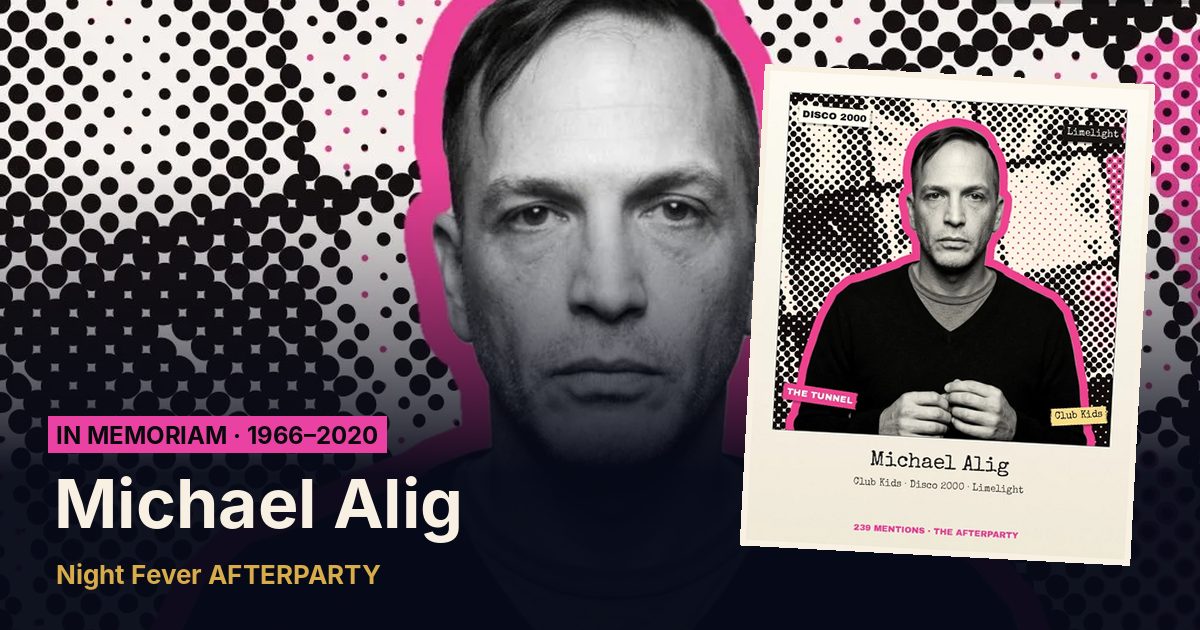 IN MEMORIAM · 1966–2020
Michael Alig
Night Fever AFTERPARTY
DISCO 2000
Limelight
THE TUNNEL
Club Kids
Michael Alig
Club Kids · Disco 2000 · Limelight
239 MENTIONS · THE AFTERPARTY